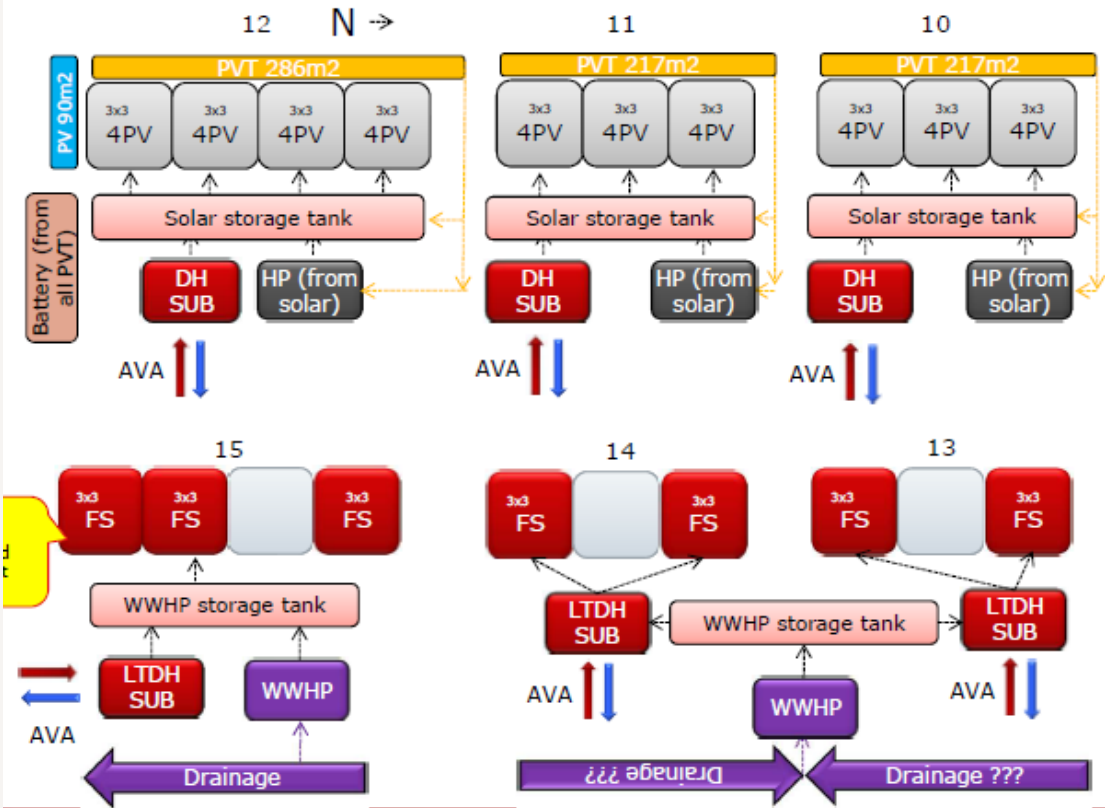 12
N
11
10
PV 90m2
PVT 286m2
PVT 217m2
PVT 217m2
3x3
4PV
3x3
4PV
3x3
4PV
3x3
4PV
3x3
4PV
3x3
4PV
3x3
4PV
3x3
4PV
3x3
4PV
3x3
4PV
Battery (from
all PVT)
Solar storage tank
Solar storage tank
Solar storage tank
DH
SUB
HP (from
solar)
DH
SUB
HP (from
solar)
DH
SUB
HP (from
solar)
AVA
AVA
AVA
15
14
13
3x3
FS
3x3
FS
3x3
FS
3x3
FS
3x3
FS
3x3
FS
3x3
FS
WWHP storage tank
LTDH
SUB
WWHP
AVA
Drainage
LTDH
SUB
WWHP storage tank
LTDH
SUB
AVA
WWHP
AVA
Drainage ???
Drainage ???